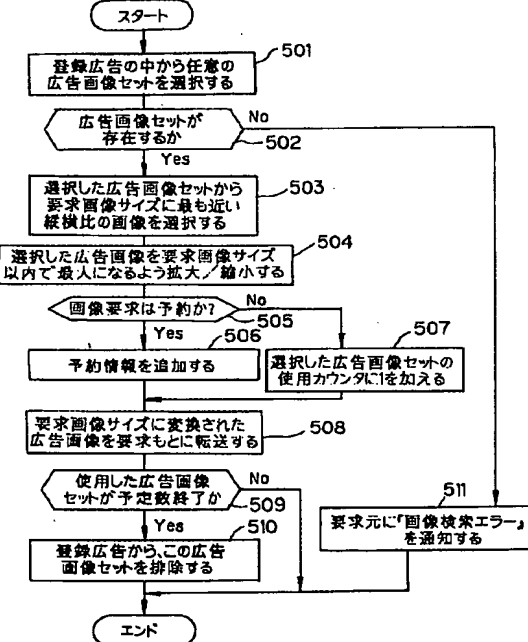 スタート
501
登録広告の中から任意の
広告画像セットを選択する
広告画像セットが
存在するか
No
502
Yes
選択した広告画像セットから
要求画像サイズに最も近い
縦横比の画像を選択する
503
504
選択した広告画像を要求画像サイズ
以内で最大になるよう拡大/縮小する
画像要求は予約か?
No
505
Yes
506
予約情報を追加する
507
選択した広告画像セットの
使用カウンタに1を加える
要求画像サイズに変換された
広告画像を要求もとに転送する
508
使用した広告画像
セットが予定数終了か
No
509
Yes
510
登録広告から、この広告
画像セットを排除する
511
要求元に『画像検索エラー』
を通知する
エンド